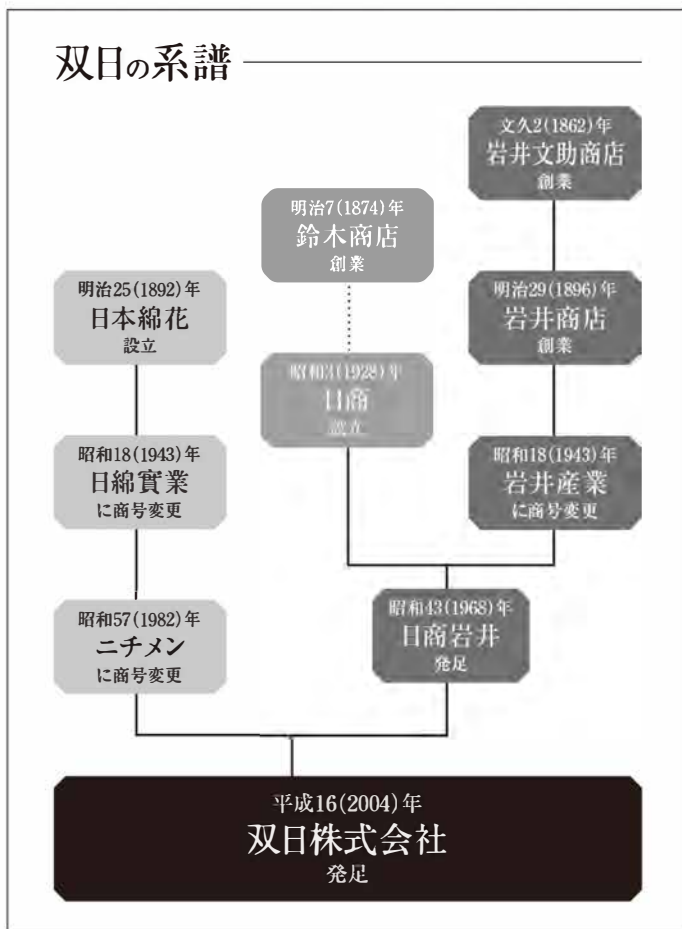 双日の系譜
文久2(1862)年
岩井文助商店
創業
明治7(1874)年
鈴木商店
創業
明治25(1892)年
日本綿花
設立
明治29(1896)年
岩井商店
創業
昭和3(1928)年
日商
設立
昭和18(1943)年
日綿實業
に商号変更
昭和18(1943)年
岩井産業
に商号変更
昭和57(1982)年
ニチメン
に商号変更
昭和43(1968)年
日商岩井
発足
平成16(2004)年
双日株式会社
発足